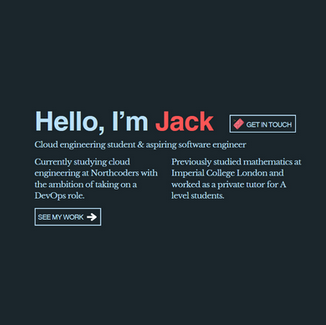 Hello, I'm Jack
GET IN TOUCH
Cloud engineering student & aspiring software engineer
Currently studying cloud
engineering at Northcoders with
the ambition of taking on a
DevOps role.
Previously studied mathematics at
Imperial College London and
worked as a private tutor for A
level students.
SEE MY WORK